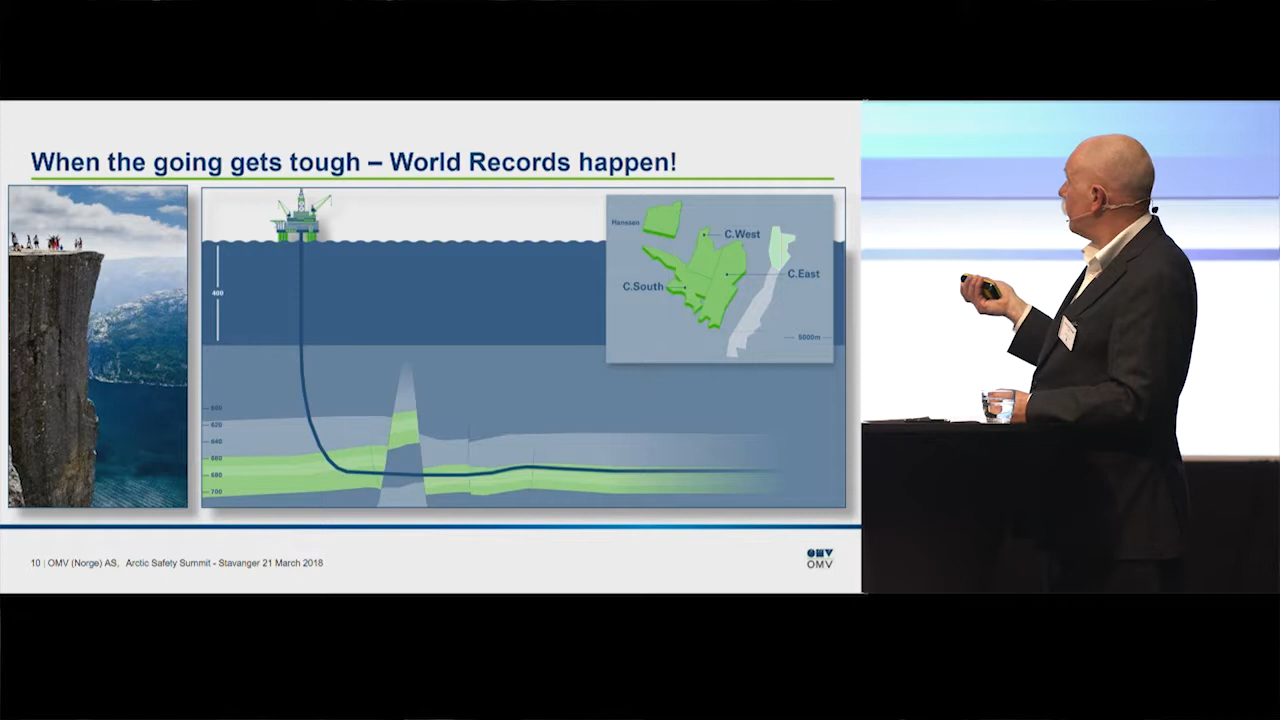 When the going gets tough – World Records happen!
400
600
620
640
660
680
700
Hanssen
C.West
C.East
C.South
5000m
10 | OMV (Norge) AS, Arctic Safety Summit - Stavanger 21 March 2018
OMV
OMV